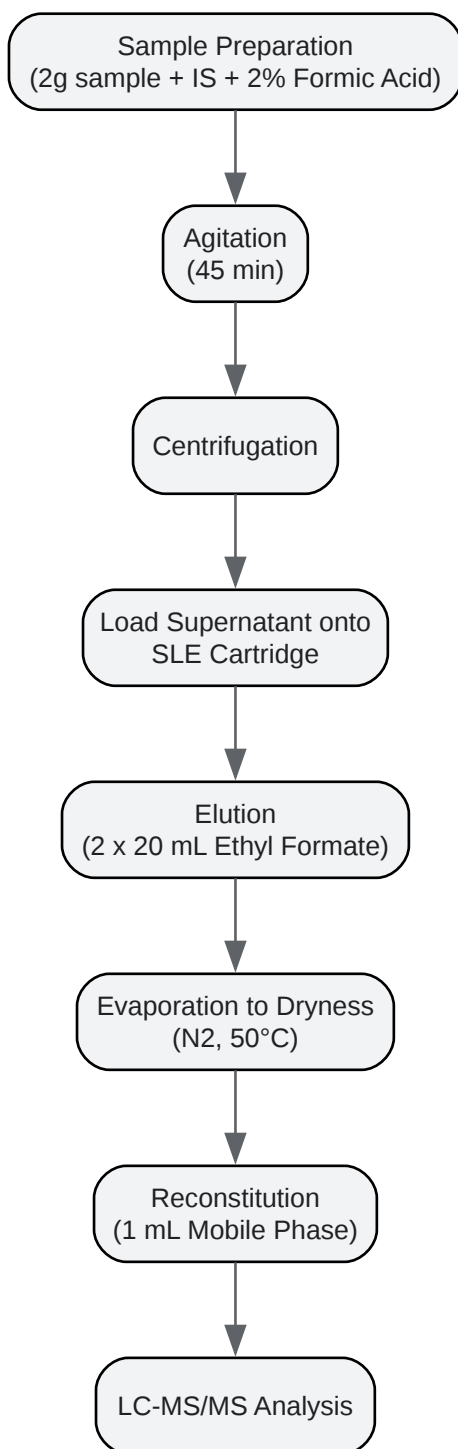 Sample Preparation
(2g sample + IS + 2% Formic Acid)
Agitation
(45 min)
Centrifugation
Load Supernatant onto
SLE Cartridge
Elution
(2 x 20 mL Ethyl Formate)
Evaporation to Dryness
(N2, 50°C)
Reconstitution
(1 mL Mobile Phase)
LC-MS/MS Analysis